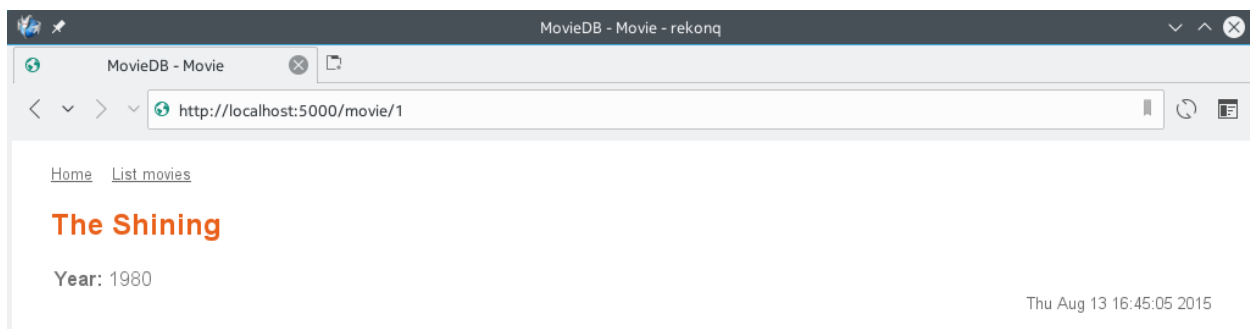 MovieDB - Movie - rekonq
MovieDB - Movie
http://localhost:5000/movie/1
Home List movies
The Shining
Year: 1980
Thu Aug 13 16:45:05 2015